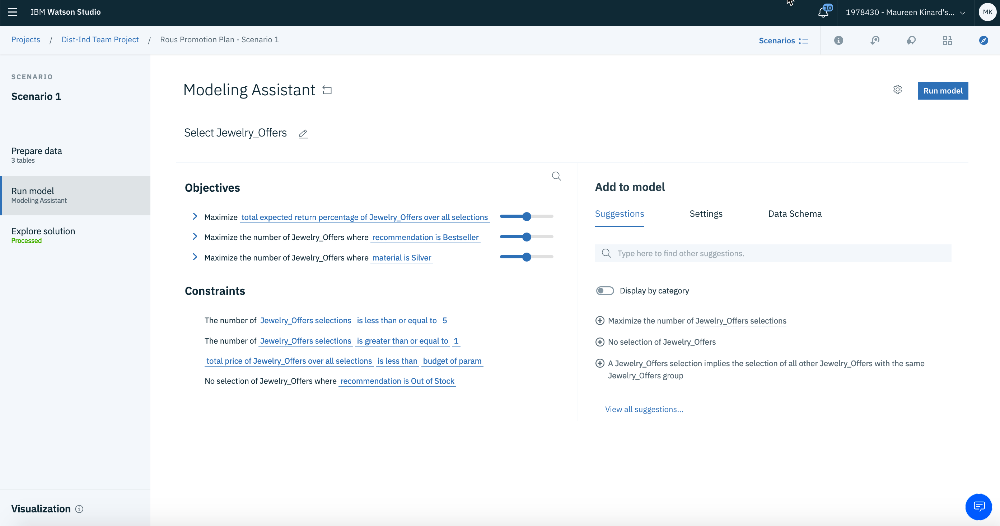 IBM Watson Studio
10
1978430 - Maureen Kinard's...
MK
Projects / Dist-Ind Team Project / Rous Promotion Plan - Scenario 1
Scenarios
SCENARIO
Scenario 1
Prepare data
3 tables
Run model
Modeling Assistant
Explore solution
Processed
Visualization
Modeling Assistant
Run model
Select Jewelry_Offers
Objectives
Maximize total expected return percentage of Jewelry_Offers over all selections
Maximize the number of Jewelry_Offers where recommendation is Bestseller
Maximize the number of Jewelry_Offers where material is Silver
Constraints
The number of Jewelry_Offers selections is less than or equal to 5
The number of Jewelry_Offers selections is greater than or equal to 1
total price of Jewelry_Offers over all selections is less than budget of param
No selection of Jewelry_Offers where recommendation is Out of Stock
Add to model
Suggestions
Settings
Data Schema
Type here to find other suggestions.
Display by category
Maximize the number of Jewelry_Offers selections
No selection of Jewelry_Offers
A Jewelry_Offers selection implies the selection of all other Jewelry_Offers with the same
Jewelry_Offers group
View all suggestions...